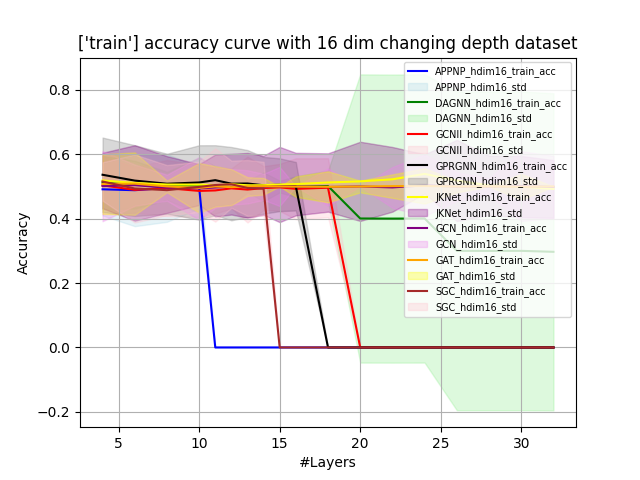 ['train'] accuracy curve with 16 dim changing depth dataset
Accuracy
0.8
0.6
0.4
0.2
0.0
−0.2
APPNP_hdim16_train_acc
APPNP_hdim16_std
DAGNN_hdim16_train_acc
DAGNN_hdim16_std
GCNII_hdim16_train_acc
GCNII_hdim16_std
GPRGNN_hdim16_train_acc
GPRGNN_hdim16_std
JKNet_hdim16_train_acc
JKNet_hdim16_std
GCN_hdim16_train_acc
GCN_hdim16_std
GAT_hdim16_train_acc
GAT_hdim16_std
SGC_hdim16_train_acc
SGC_hdim16_std
5 10 15 20 25 30
#Layers